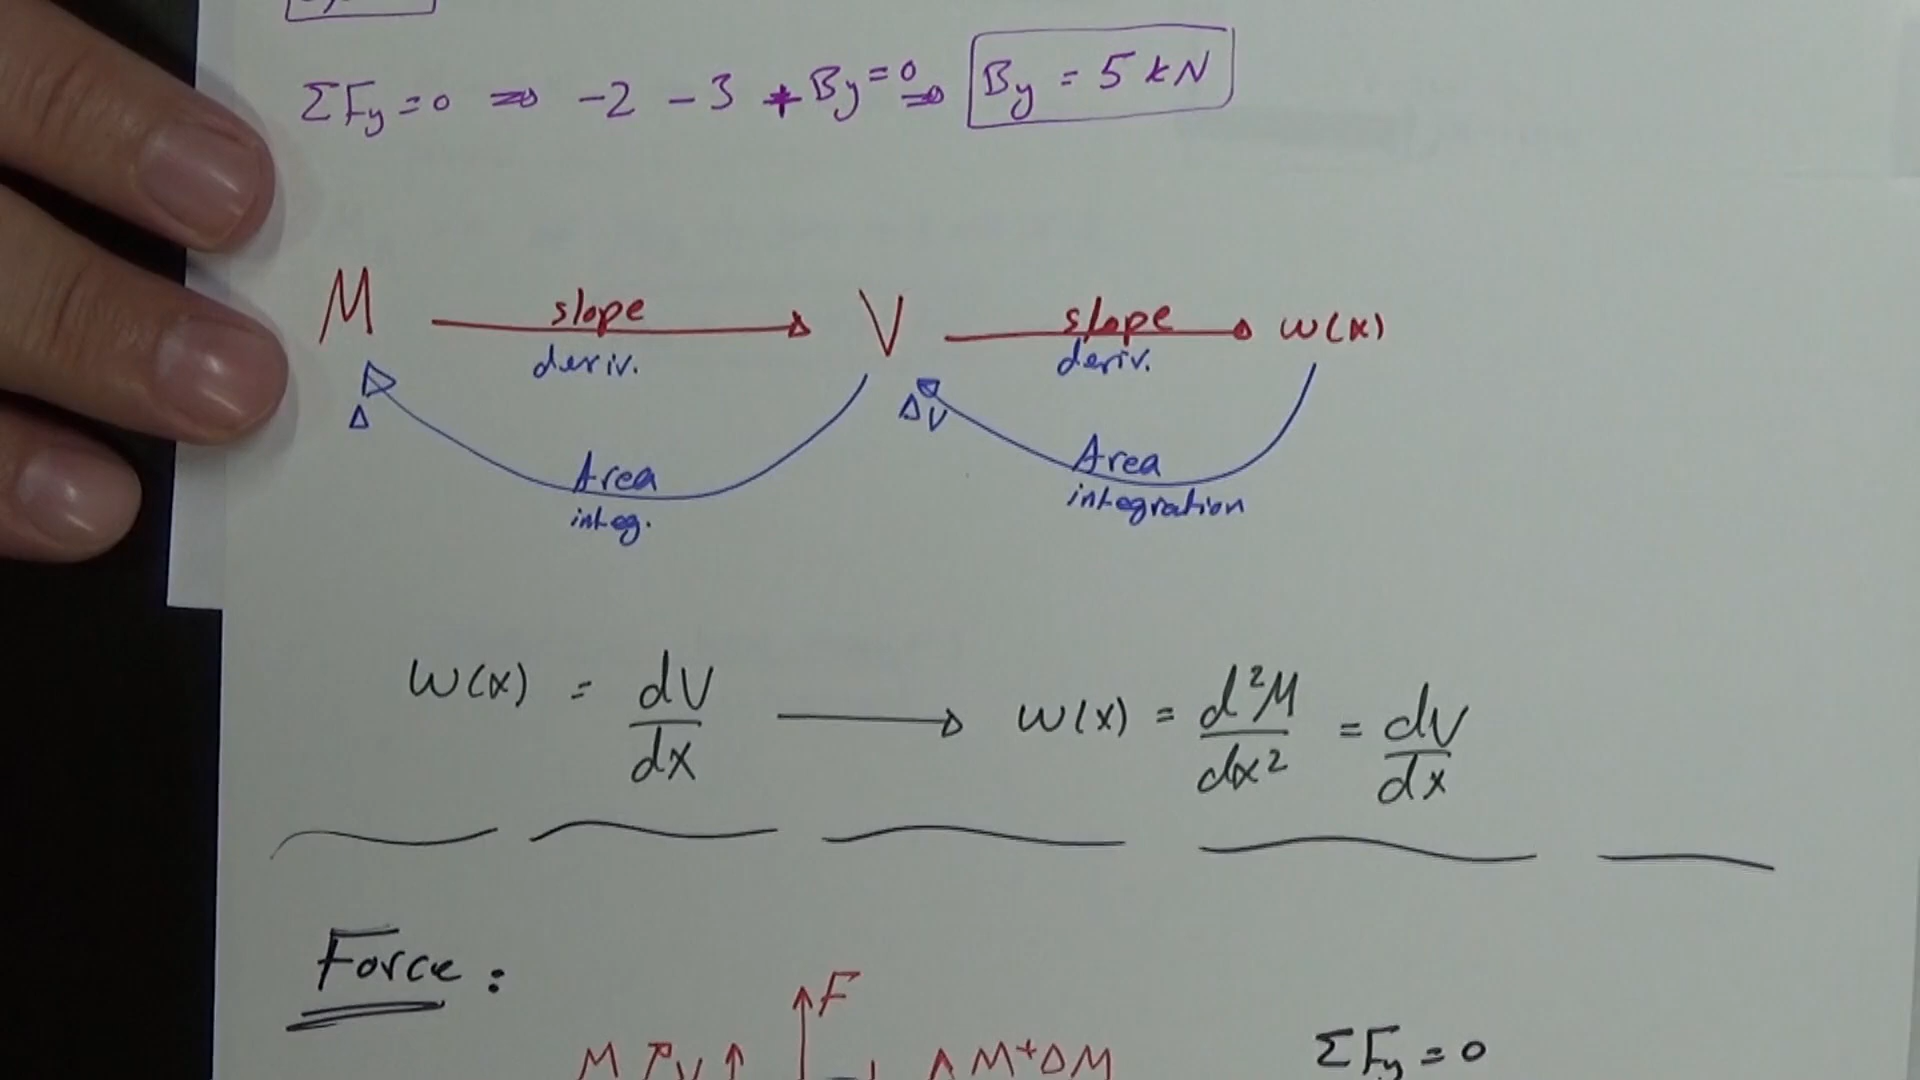 ΣFy = 0 ⇒ -2 - 3 + By = 0 ⇒ By = 5 kN
M slope V slope w(x)
deriv. deriv.
Δ ΔV
Area Area
integ. integration
w(x) = dV/dx → w(x) = d²M/dx² = dV/dx
Force :
F
M V M+ΔM ΣFy = 0